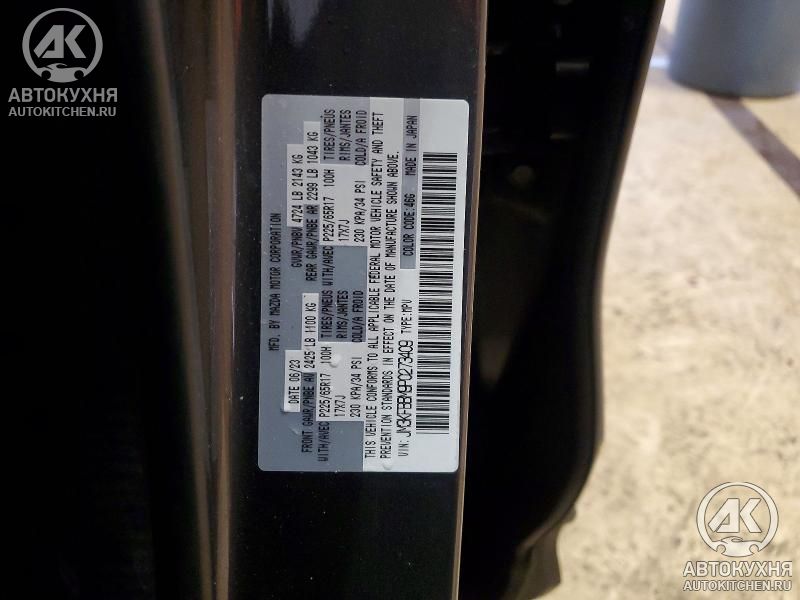 AK
АВТОКУХНЯ
AUTOKITCHEN.RU
MFD. BY MAZDA MOTOR CORPORATION
DATE 06/23 GVWR/PNBV 4724 LB 2143 KG
FRONT GAWR/PNBE AV 2425 LB 1100 KG REAR GAWR/PNBE AR 2299 LB 1043 KG
WITH/AVEC P225/65R17 100H TIRES/PNEUS WITH/AVEC P225/65R17 100H TIRES/PNEUS
17X7J RIMS/JANTES 17X7J RIMS/JANTES
230 KPA/34 PSI COLD/A FROID 230 KPA/34 PSI COLD/A FROID
THIS VEHICLE CONFORMS TO ALL APPLICABLE FEDERAL MOTOR VEHICLE SAFETY AND THEFT
PREVENTION STANDARDS IN EFFECT ON THE DATE OF MANUFACTURE SHOWN ABOVE.
VIN: JM3KFBBM9P0273409 TYPE:MPV COLOR CODE:46G MADE IN JAPAN
AK
АВТОКУХНЯ
AUTOKITCHEN.RU